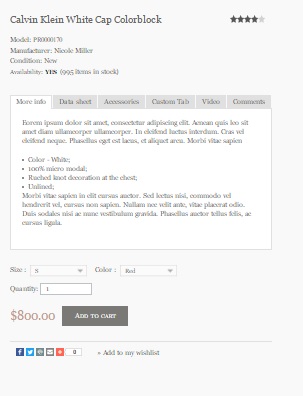 Calvin Klein White Cap Colorblock
Model: PR0000170
Manufacturer: Nicole Miller
Condition: New
Availability: YES (995 items in stock)
More info Data sheet Accessories Custom Tab Video Comments
Eorem ipsum dolor sit amet, consectetur adipiscing elit. Aenean quis leo sit
amet diam ullamcorper ullamcorper. In eleifend luctus interdum. Cras vel
eleifend neque. Phasellus eget est lacus, et aliquet arcu. Morbi vitae sapien
• Color - White;
• 100% micro modal;
• Ruched knot decoration at the chest;
• Unlined;
Morbi vitae sapien in elit cursus auctor. Sed lectus nisi, commodo vel
hendrerit vel, cursus non sapien. Nullam nec velit ante, vitae placerat odio.
Duis sodales nisi ac nunc vestibulum gravida. Phasellus auctor tellus felis, ac
cursus ligula.
Size : S Color : Red
Quantity: 1
$800.00 ADD TO CART
0 » Add to my wishlist